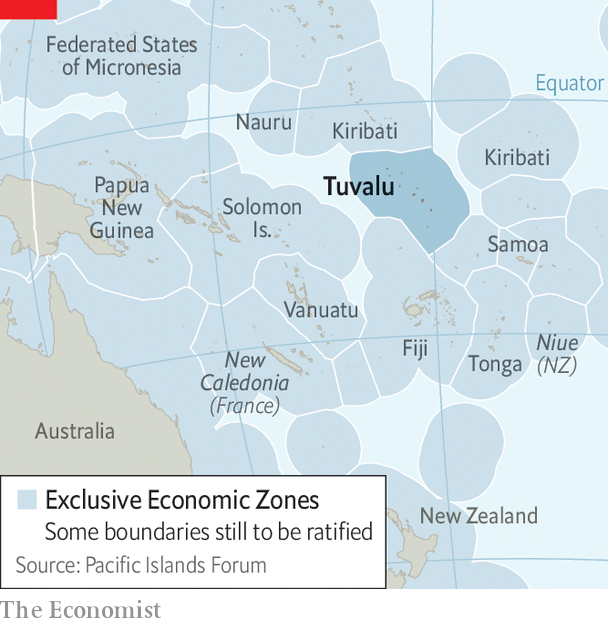 Federated States
of Micronesia
Equator
Nauru
Kiribati
Kiribati
Tuvalu
Papua
New
Guinea
Solomon
Is.
Samoa
Vanuatu
Fiji
Niue
(NZ)
Tonga
New
Caledonia
(France)
Australia
Exclusive Economic Zones
Some boundaries still to be ratified
Source: Pacific Islands Forum
New Zealand
The Economist